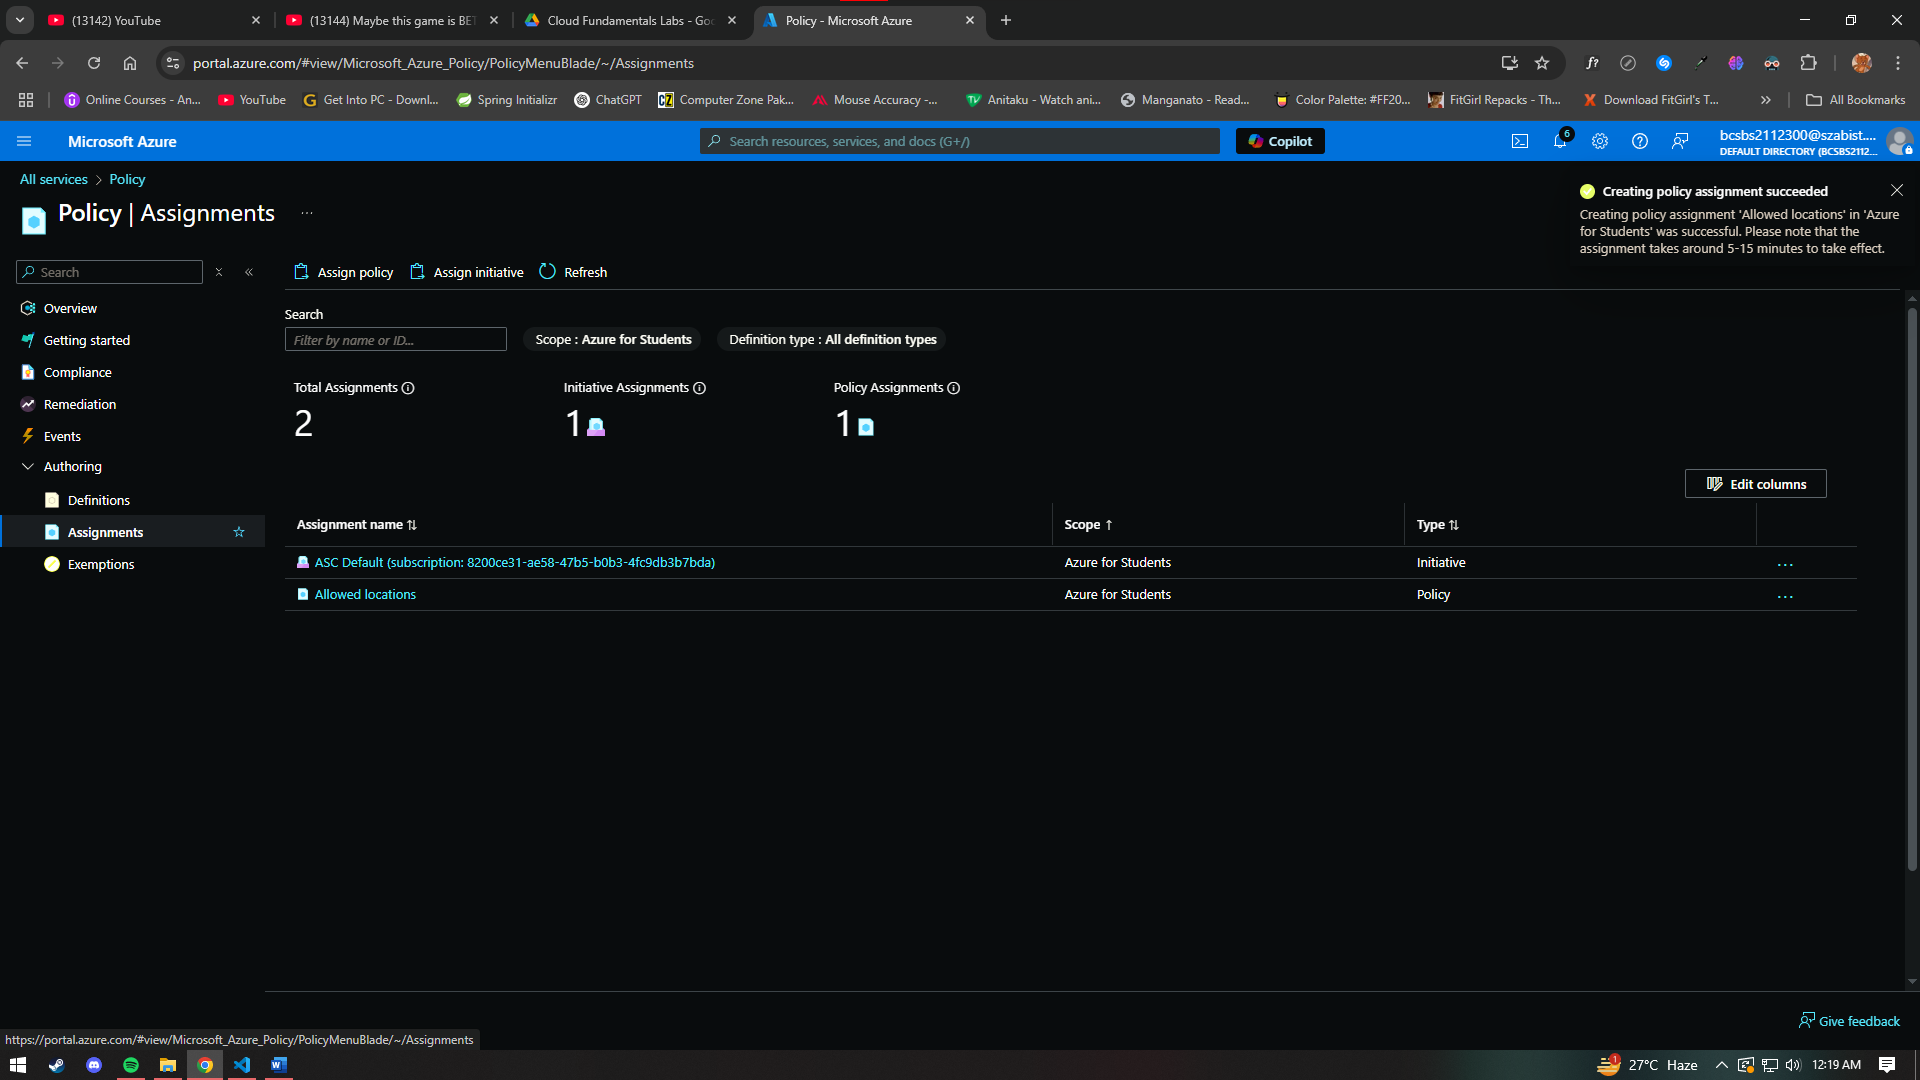 (13142) YouTube
(13144) Maybe this game is BET
Cloud Fundamentals Labs - Goo
Policy - Microsoft Azure
portal.azure.com/#view/Microsoft_Azure_Policy/PolicyMenuBlade/~/Assignments
f?
Online Courses - An...
YouTube
Get Into PC - Downl...
Spring Initializr
ChatGPT
CZ
Computer Zone Pak...
Mouse Accuracy -...
Anitaku - Watch ani...
Manganato - Read...
Color Palette: #FF20...
FitGirl Repacks - Th...
Download FitGirl's T...
All Bookmarks
Microsoft Azure
Search resources, services, and docs (G+/)
Copilot
6
bcsbs2112300@szabist....
DEFAULT DIRECTORY (BCSBS2112...
All services > Policy
Policy | Assignments
...
Creating policy assignment succeeded
Creating policy assignment 'Allowed locations' in 'Azure
for Students' was successful. Please note that the
assignment takes around 5-15 minutes to take effect.
Search
Assign policy
Assign initiative
Refresh
Overview
Getting started
Compliance
Remediation
Events
Authoring
Definitions
Assignments
Exemptions
Search
Filter by name or ID...
Scope : Azure for Students
Definition type : All definition types
Total Assignments
2
Initiative Assignments
1
Policy Assignments
1
Edit columns
Assignment name
Scope
Type
ASC Default (subscription: 8200ce31-ae58-47b5-b0b3-4fc9db3b7bda)
Azure for Students
Initiative
...
Allowed locations
Azure for Students
Policy
...
Give feedback
https://portal.azure.com/#view/Microsoft_Azure_Policy/PolicyMenuBlade/~/Assignments
1
27°C Haze
12:19 AM